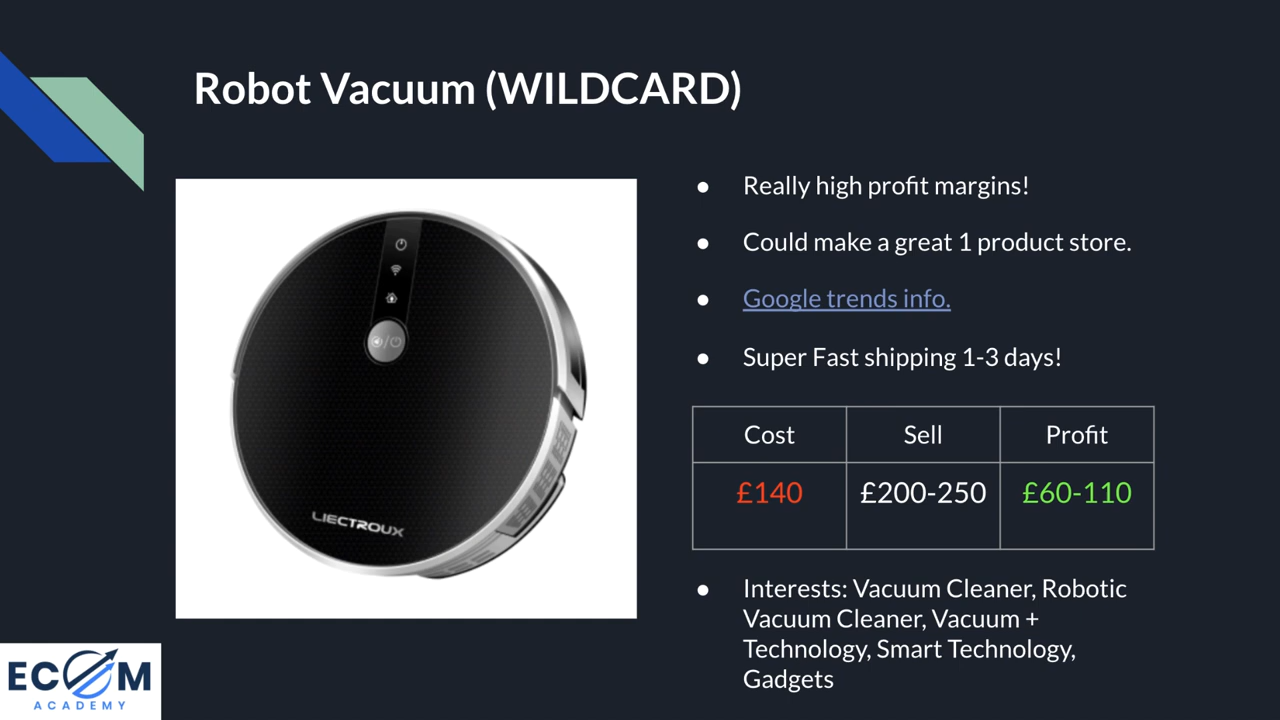 Robot Vacuum (WILDCARD)
LIECTROUX
● Really high profit margins!
● Could make a great 1 product store.
● Google trends info.
● Super Fast shipping 1-3 days!
Cost Sell Profit
£140 £200-250 £60-110
● Interests: Vacuum Cleaner, Robotic
Vacuum Cleaner, Vacuum +
Technology, Smart Technology,
Gadgets
ECOM
ACADEMY